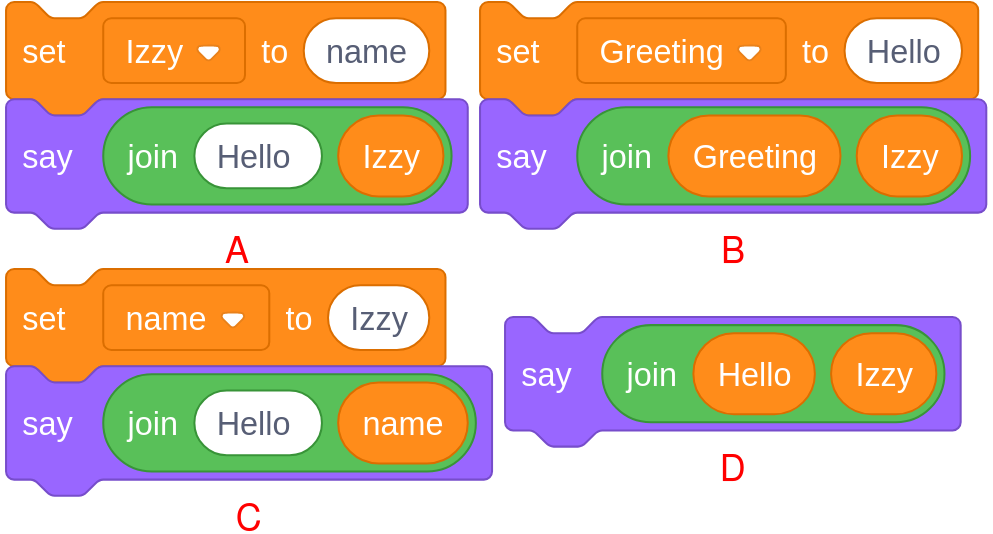 set Izzy to name
say join Hello Izzy
A
set Greeting to Hello
say join Greeting Izzy
B
set name to Izzy
say join Hello name
C
say join Hello Izzy
D